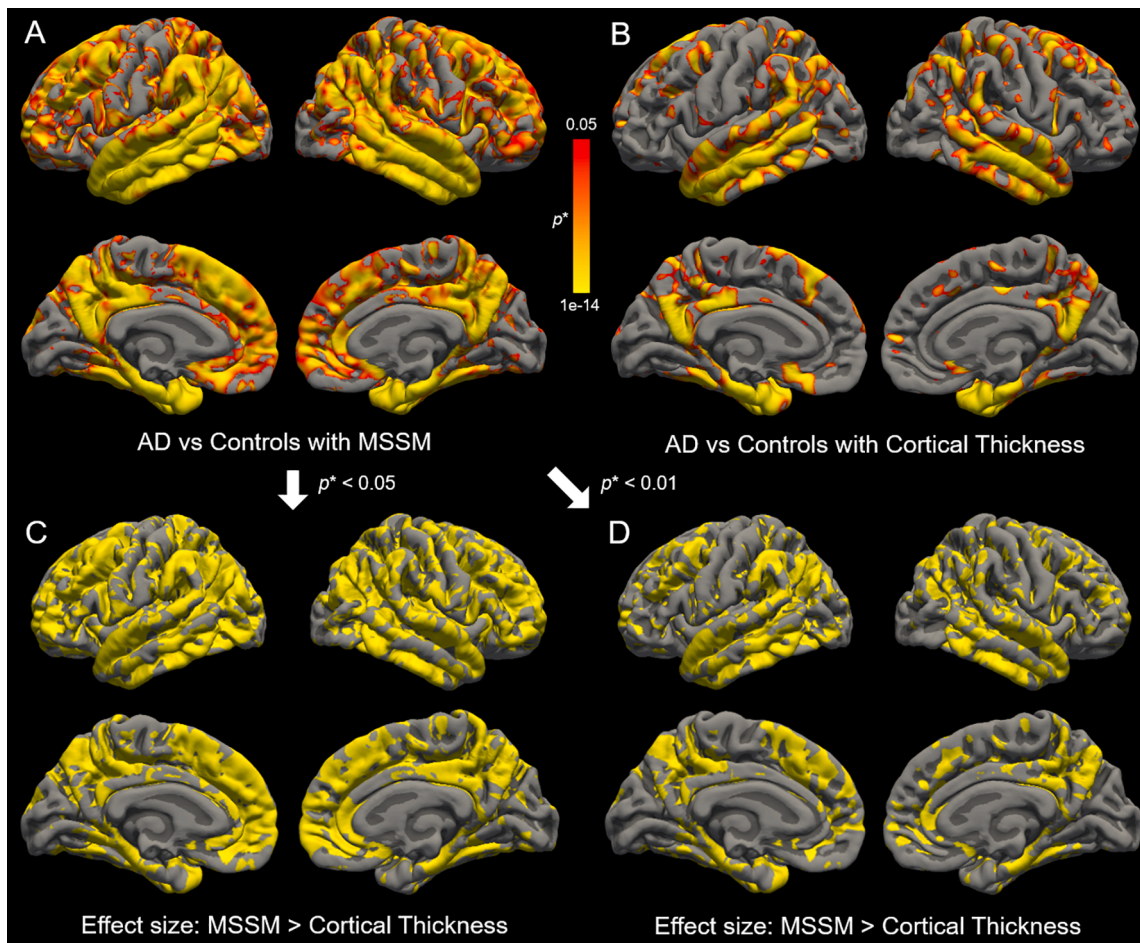 A
B
0.05
p*
1e-14
AD vs Controls with MSSM
AD vs Controls with Cortical Thickness
p* < 0.05
p* < 0.01
C
D
Effect size: MSSM > Cortical Thickness
Effect size: MSSM > Cortical Thickness